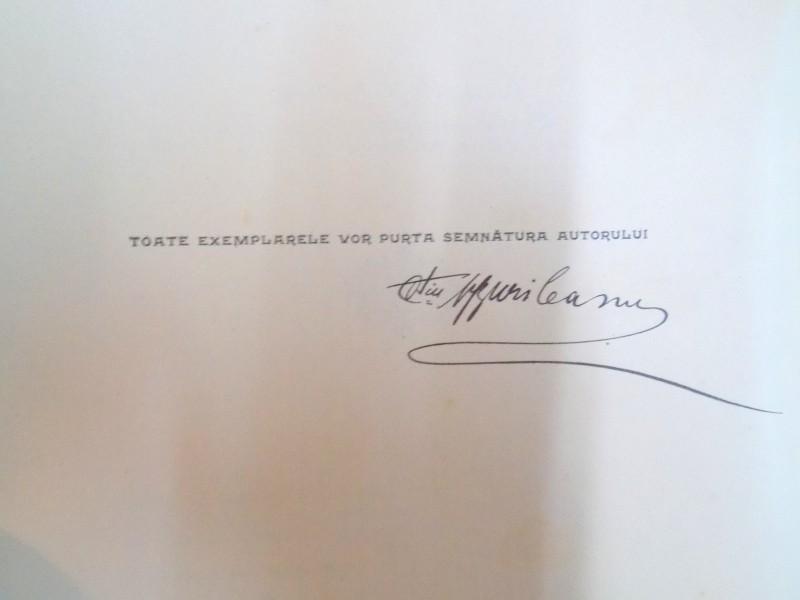 TOATE EXEMPLARELE VOR PURTA SEMNĂTURA AUTORULUI